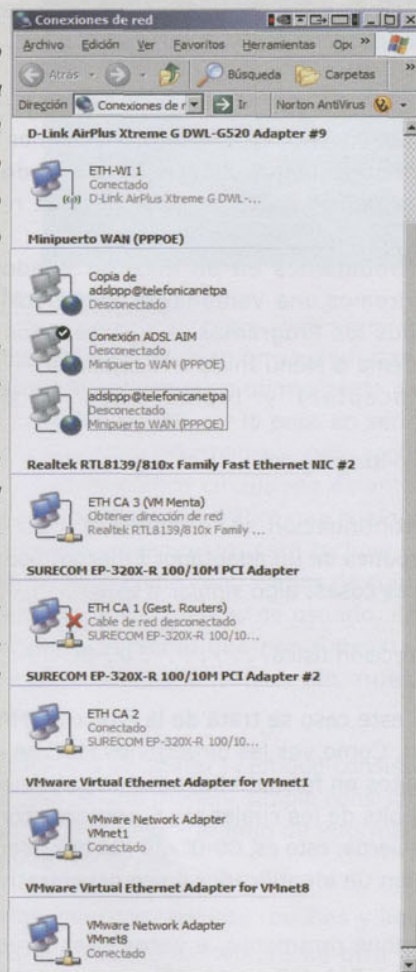 Conexiones de red
Archivo Edición Ver Favoritos Herramientas Opc »
Atrás Búsqueda Carpetas »
Dirección Conexiones de r Ir Norton AntiVirus
D-Link AirPlus Xtreme G DWL-G520 Adapter #9
ETH-WI 1
Conectado
D-Link AirPlus Xtreme G DWL-...
Minipuerto WAN (PPPOE)
Copia de
adslppp@telefonicanetpa
Desconectado
Conexión ADSL AIM
Desconectado
Minipuerto WAN (PPPOE)
adslppp@telefonicanetpa
Desconectado
Minipuerto WAN (PPPOE)
Realtek RTL8139/810x Family Fast Ethernet NIC #2
ETH CA 3 (VM Menta)
Obtener dirección de red
Realtek RTL8139/810x Family ...
SURECOM EP-320X-R 100/10M PCI Adapter
ETH CA 1 (Gest. Routers)
Cable de red desconectado
SURECOM EP-320X-R 100/10...
SURECOM EP-320X-R 100/10M PCI Adapter #2
ETH CA 2
Conectado
SURECOM EP-320X-R 100/10...
VMware Virtual Ethernet Adapter for VMnet1
VMware Network Adapter
VMnet1
Conectado
VMware Virtual Ethernet Adapter for VMnet8
VMware Network Adapter
VMnet8
Conectado